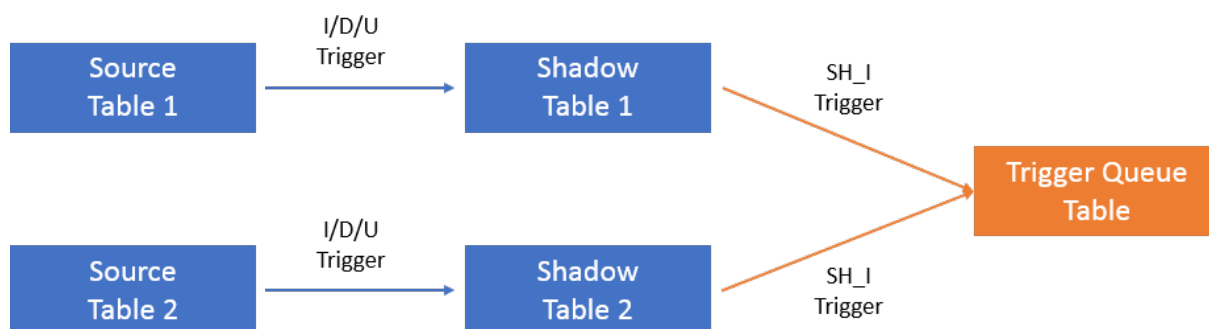 I/D/U
Trigger
Source
Table 1
Shadow
Table 1
SH_I
Trigger
Trigger Queue
Table
I/D/U
Trigger
Source
Table 2
Shadow
Table 2
SH_I
Trigger